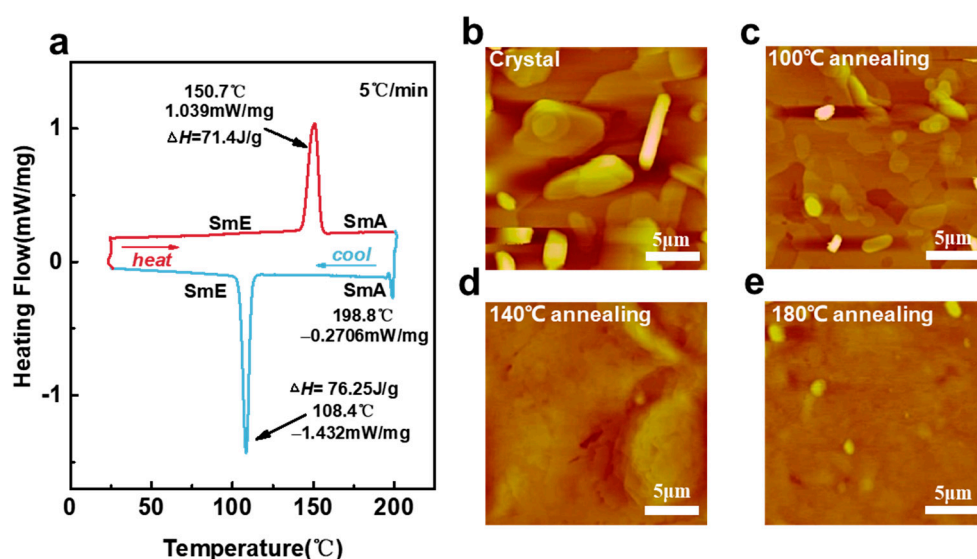 a
Heating Flow(mW/mg)
1
0
-1
150.7℃
1.039mW/mg
△H=71.4J/g
5℃/min
SmE
SmA
heat
cool
SmE
SmA
198.8℃
−0.2706mW/mg
△H= 76.25J/g
108.4℃
−1.432mW/mg
0
50
100
150
200
Temperature(℃)
b
Crystal
5μm
c
100℃ annealing
5μm
d
140℃ annealing
5μm
e
180℃ annealing
5μm